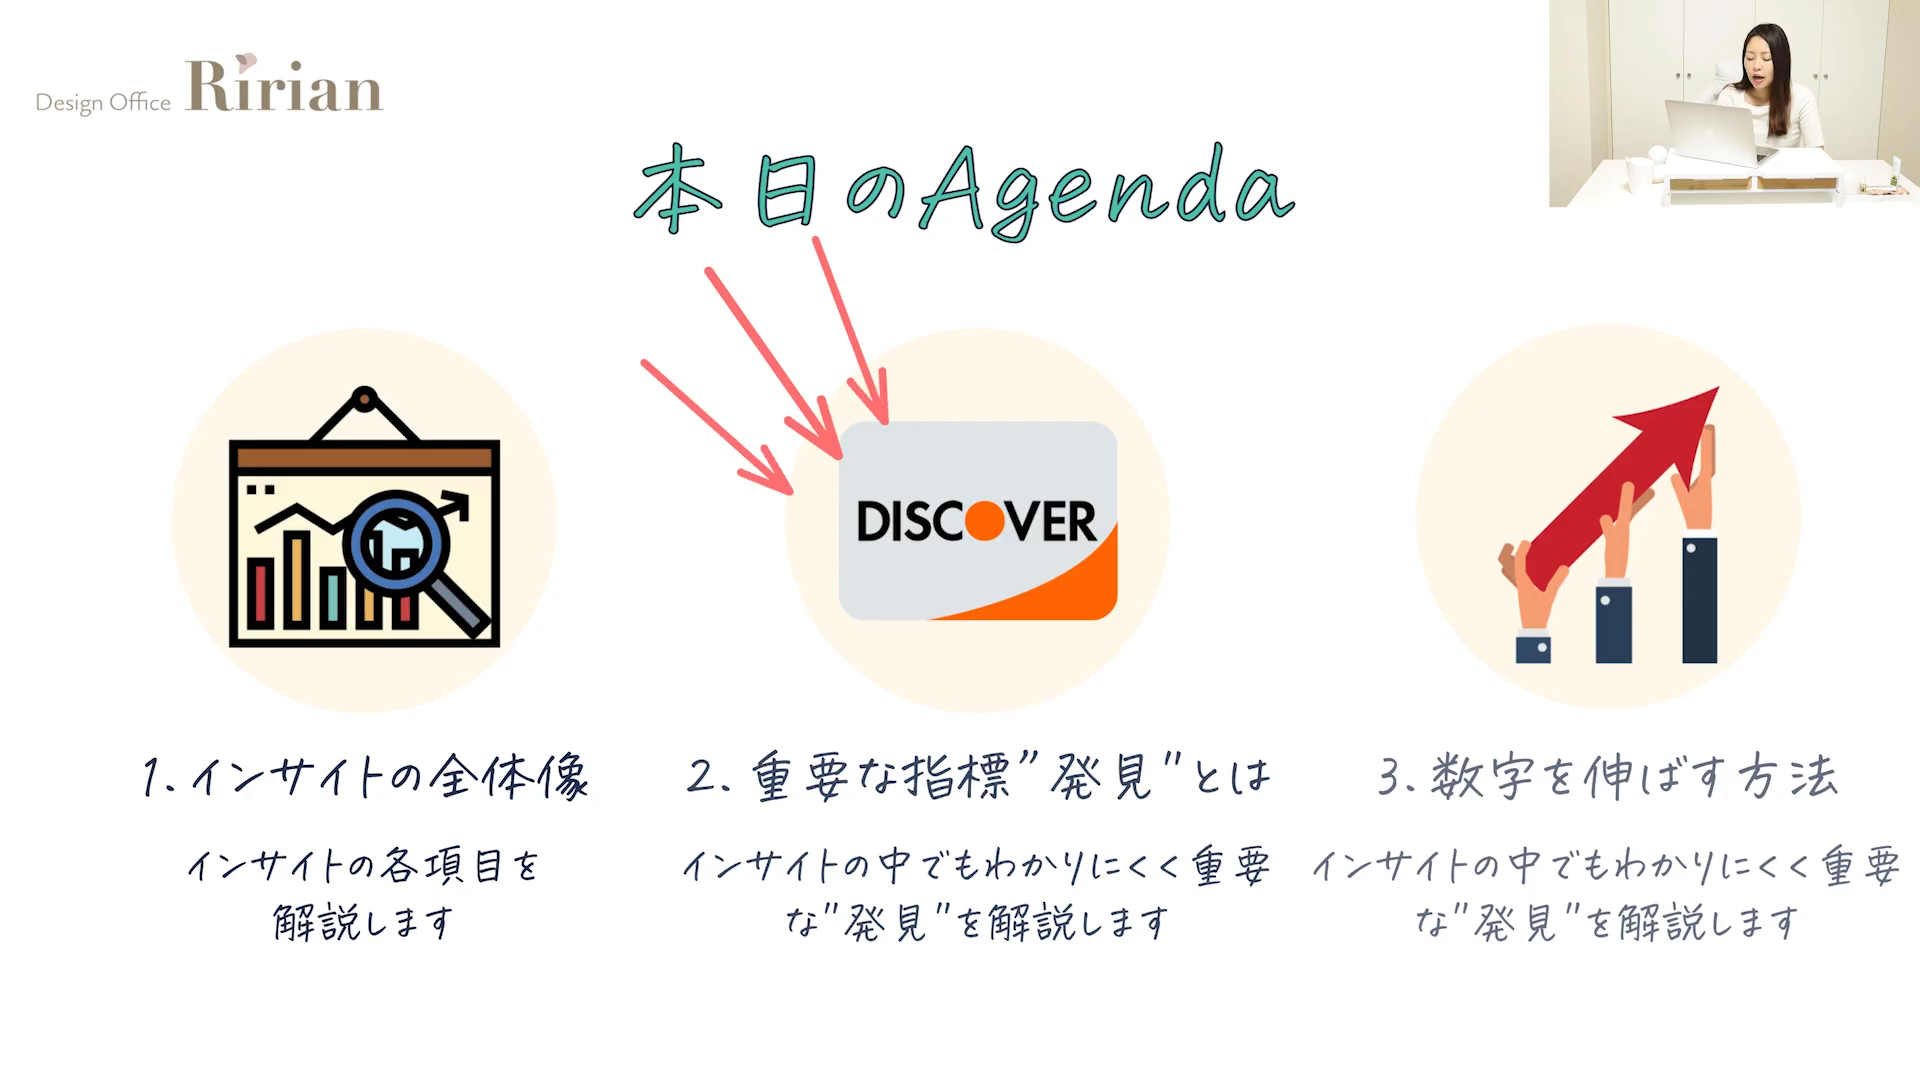 Design Office Ririan
本日のAgenda
DISCOVER
1. インサイトの全体像
インサイトの各項目を
解説します
2. 重要な指標”発見"とは
インサイトの中でもわかりにくく重要
な"発見"を解説します
3. 数字を伸ばす方法
インサイトの中でもわかりにくく重要
な"発見"を解説します